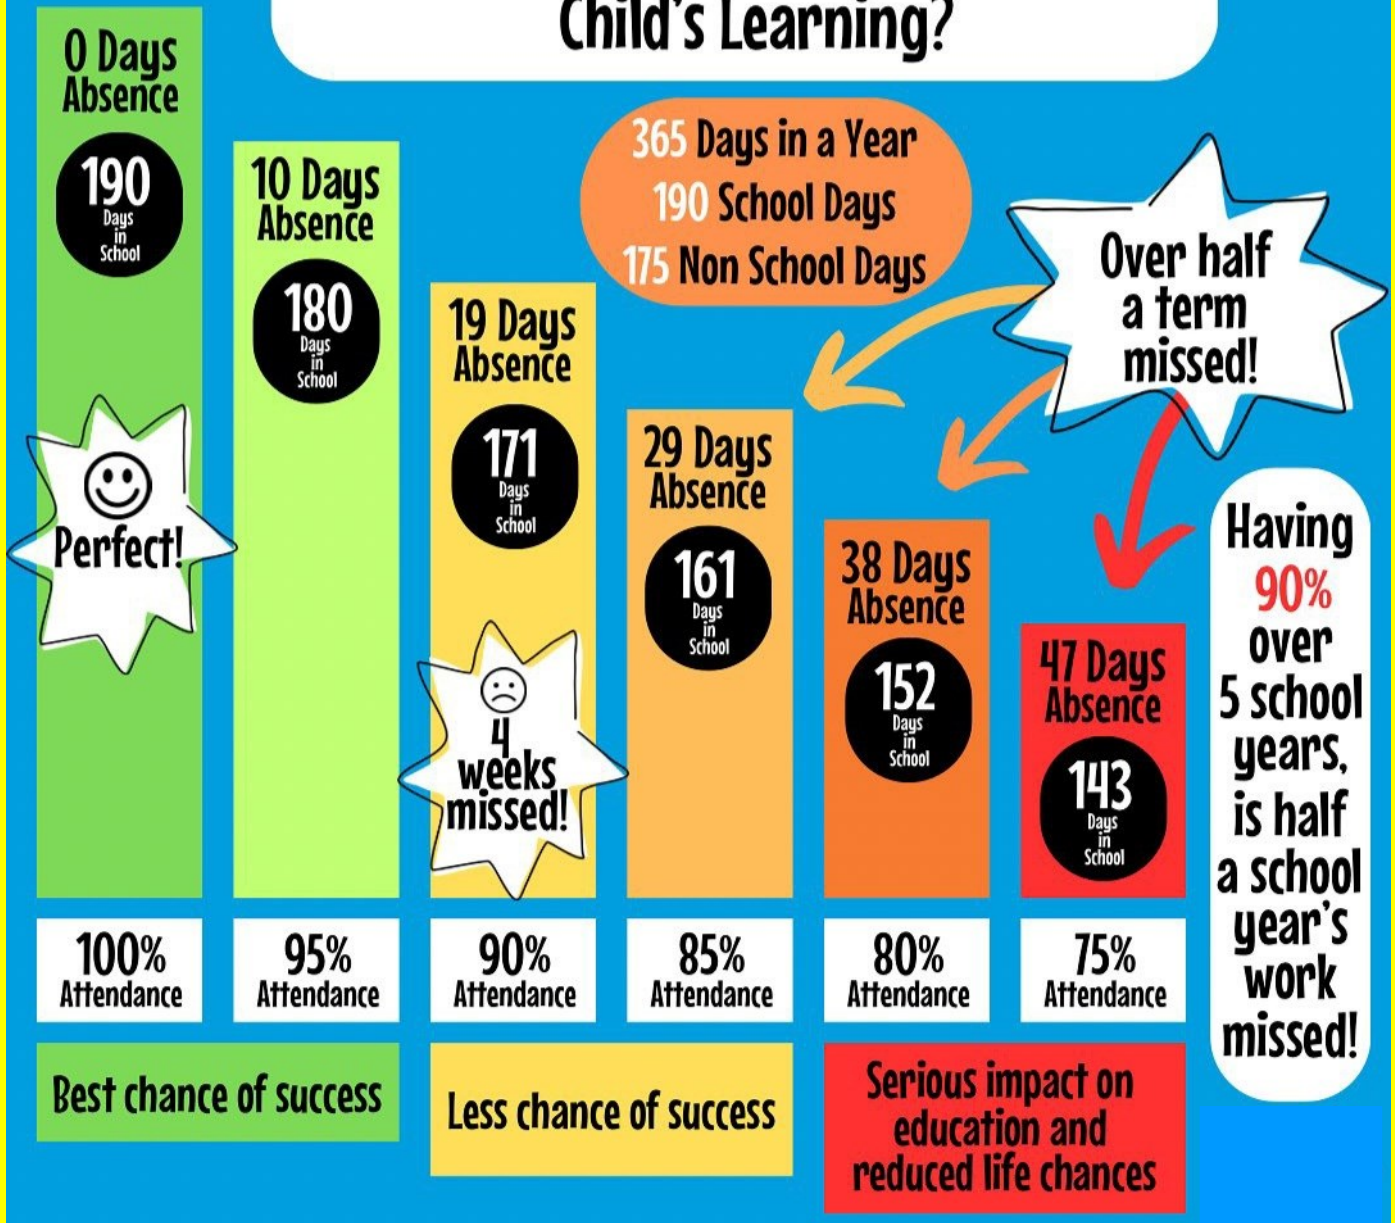 Child's Learning?
365 Days in a Year
190 School Days
175 Non School Days
0 Days
Absence
190
Days
in
School
Perfect!
10 Days
Absence
180
Days
in
School
19 Days
Absence
171
Days
in
School
4
weeks
missed!
29 Days
Absence
161
Days
in
School
38 Days
Absence
152
Days
in
School
47 Days
Absence
143
Days
in
School
Over half
a term
missed!
Having
90%
over
5 school
years,
is half
a school
year's
work
missed!
100%
Attendance
95%
Attendance
90%
Attendance
85%
Attendance
80%
Attendance
75%
Attendance
Best chance of success
Less chance of success
Serious impact on
education and
reduced life chances